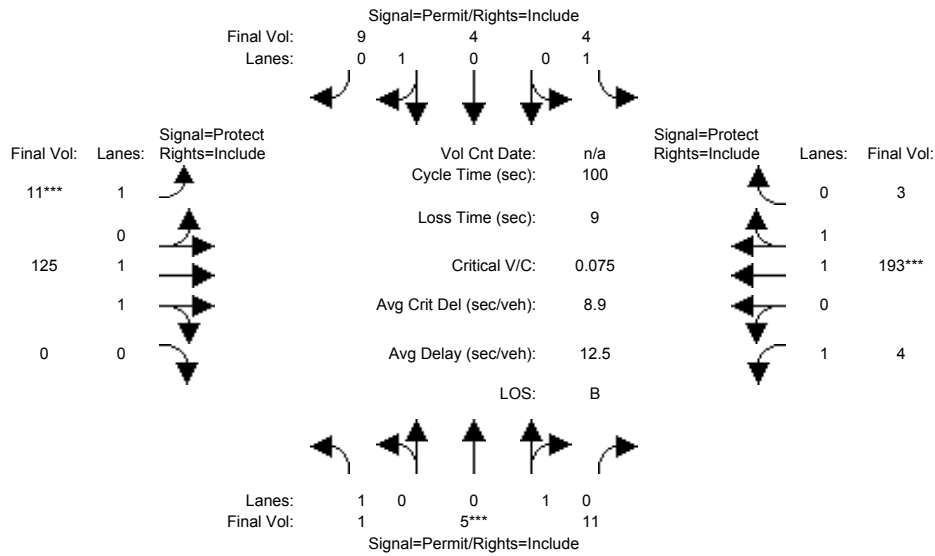 Signal=Permit/Rights=Include
Final Vol: 9 4 4
Lanes: 0 1 0 0 1
Signal=Protect Signal=Protect
Final Vol: Lanes: Rights=Include Vol Cnt Date: n/a Rights=Include Lanes: Final Vol:
Cycle Time (sec): 100
11*** 1 0 3
Loss Time (sec): 9
0 1
125 1 Critical V/C: 0.075 1 193***
1 Avg Crit Del (sec/veh): 8.9 0
0 0 Avg Delay (sec/veh): 12.5 1 4
LOS: B
Lanes: 1 0 0 1 0
Final Vol: 1 5*** 11
Signal=Permit/Rights=Include